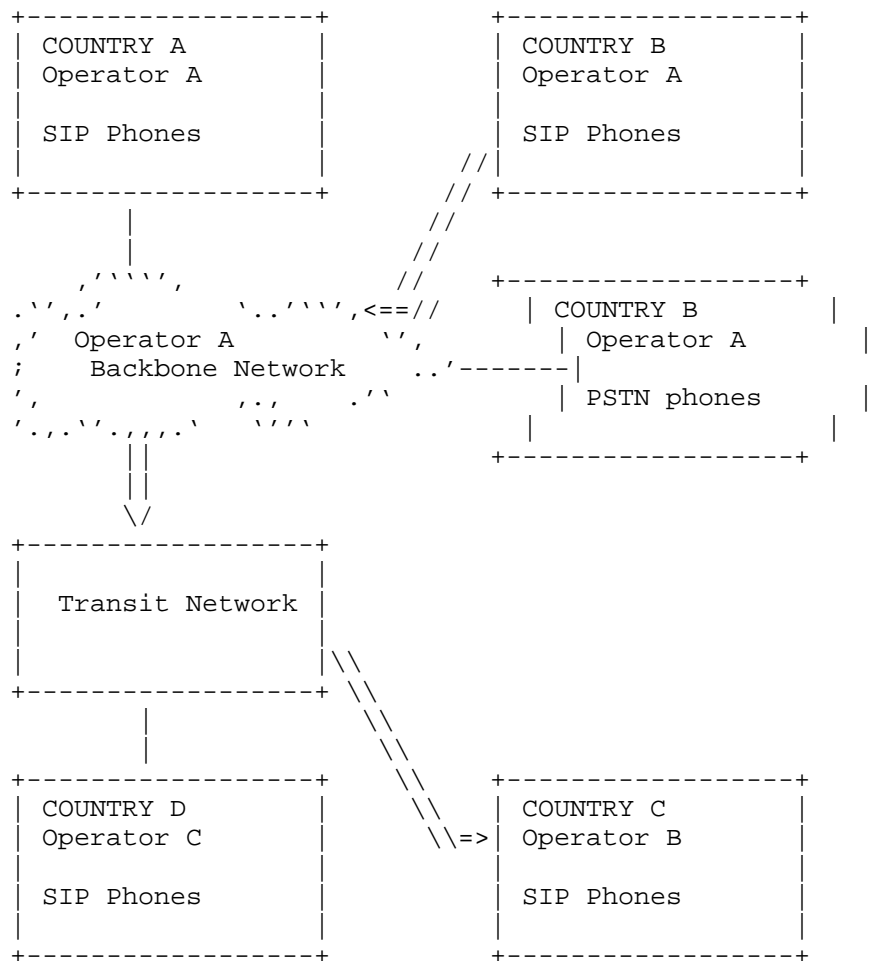 COUNTRY A
Operator A
SIP Phones
COUNTRY B
Operator A
SIP Phones
Operator A
Backbone Network
COUNTRY B
Operator A
PSTN phones
Transit Network
COUNTRY D
Operator C
SIP Phones
COUNTRY C
Operator B
SIP Phones